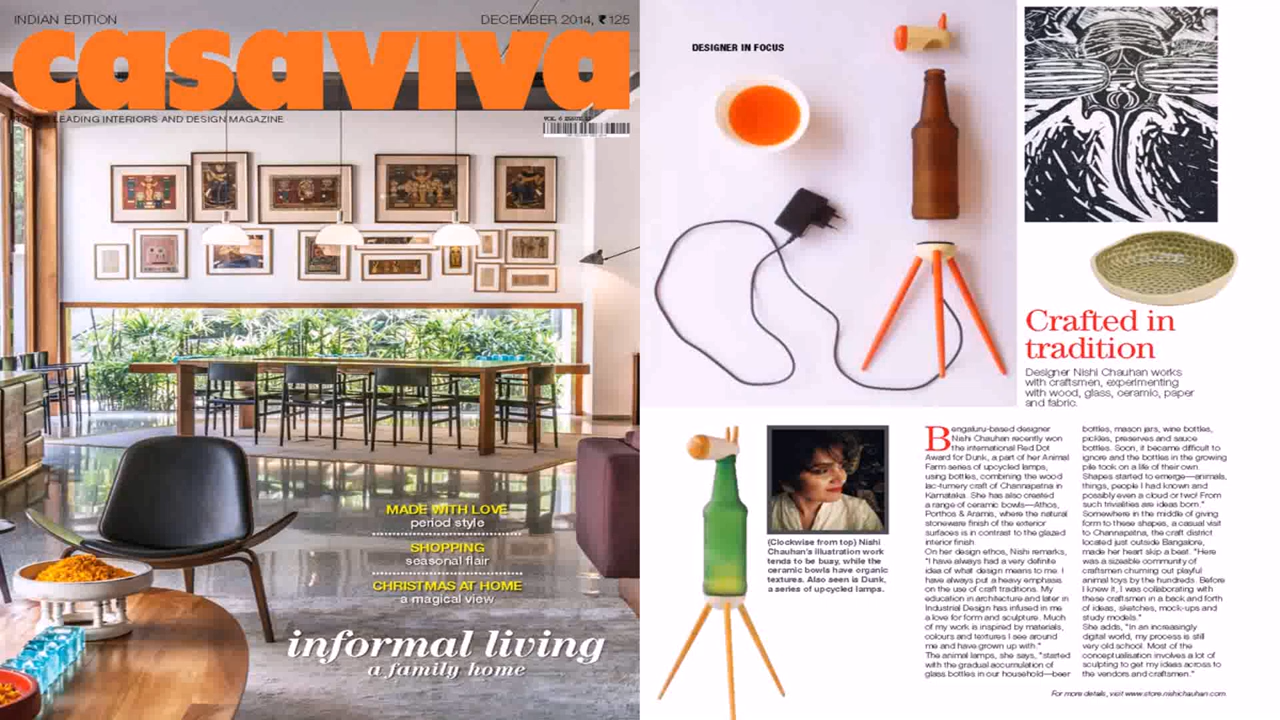 INDIAN EDITION
DECEMBER 2014, ₹125
casaviva
LEADING INTERIORS AND DESIGN MAGAZINE
MADE WITH LOVE
period style
SHOPPING
seasonal flair
CHRISTMAS AT HOME
a magical view
informal living
a family home
DESIGNER IN FOCUS
Crafted in
tradition
Designer Nishi Chauhan works
with craftsmen, experimenting
with wood, glass, ceramic, paper
and fabric.
(Clockwise from top) Nishi
Chauhan's illustration work
tends to be busy, while the
ceramic bowls have organic
textures. Also seen is Dunk,
a series of upcycled lamps.
Bengaluru-based designer
Nishi Chauhan recently won
the international Red Dot
Award for Dunk, a part of her Animal
Farm series of upcycled lamps,
using bottles, combining the wood
lac-turnery craft of Channapatna in
Karnataka. She has also created
a range of ceramic bowls—Athos,
Porthos & Aramis, where the natural
stoneware finish of the exterior
surfaces is in contrast to the glazed
interior finish.
On her design ethos, Nishi remarks,
"I have always had a very definite
idea of what design means to me. I
have always put a heavy emphasis
on the use of craft traditions. My
education in architecture and later in
Industrial Design has infused in me
a love for form and sculpture. Much
of my work is inspired by materials,
colours and textures I see around
me and have grown up with."
The animal lamps, she says, "started
with the gradual accumulation of
glass bottles in our household—beer
bottles, mason jars, wine bottles,
pickles, preserves and sauce
bottles. Soon, it became difficult to
ignore and the bottles in the growing
pile took on a life of their own.
Shapes started to emerge—animals,
things, people I had known and
possibly even a cloud or two! From
such trivialities are ideas born."
Somewhere in the middle of giving
form to these shapes, a casual visit
to Channapatna, the craft district
located just outside Bangalore,
made her heart skip a beat. "Here
was a sizeable community of
craftsmen churning out playful
animal toys by the hundreds. Before
I knew it, I was collaborating with
these craftsmen in a back and forth
of ideas, sketches, mock-ups and
study models."
She adds, "In an increasingly
digital world, my process is still
very old school. Most of the
conceptualisation involves a lot of
sculpting to get my ideas across to
the vendors and craftsmen."
For more details, visit www.store.nishichauhan.com